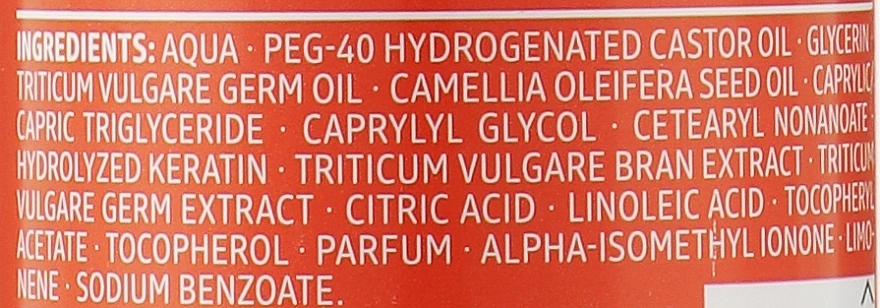 INGREDIENTS: AQUA · PEG-40 HYDROGENATED CASTOR OIL · GLYCERIN ·
TRITICUM VULGARE GERM OIL · CAMELLIA OLEIFERA SEED OIL · CAPRYLIC/
CAPRIC TRIGLYCERIDE · CAPRYLYL GLYCOL · CETEARYL NONANOATE ·
HYDROLYZED KERATIN · TRITICUM VULGARE BRAN EXTRACT · TRITICUM
VULGARE GERM EXTRACT · CITRIC ACID · LINOLEIC ACID · TOCOPHERYL
ACETATE · TOCOPHEROL · PARFUM · ALPHA-ISOMETHYL IONONE · LIMO-
NENE · SODIUM BENZOATE.